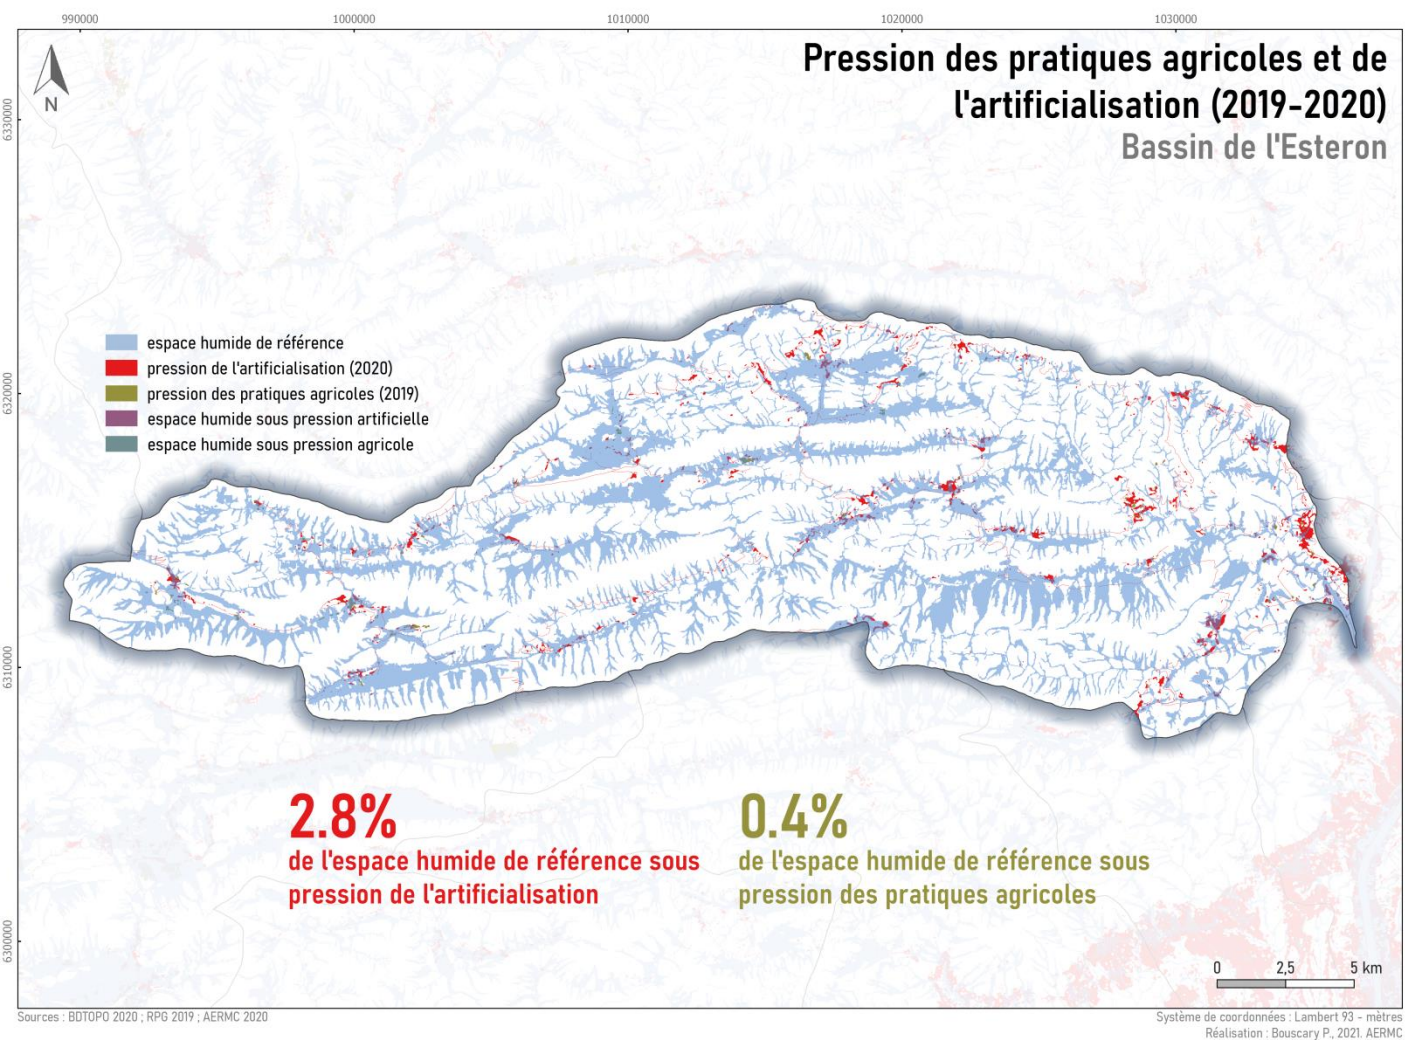 990000
1000000
1010000
1020000
1030000
Pression des pratiques agricoles et de
l'artificialisation (2019-2020)
Bassin de l'Esteron
N
6330000
6320000
6310000
6300000
espace humide de référence
pression de l'artificialisation (2020)
pression des pratiques agricoles (2019)
espace humide sous pression artificielle
espace humide sous pression agricole
2.8%
de l'espace humide de référence sous
pression de l'artificialisation
0.4%
de l'espace humide de référence sous
pression des pratiques agricoles
0 2,5 5 km
Sources : BDTOPO 2020 ; RPG 2019 ; AERMC 2020
Système de coordonnées : Lambert 93 - mètres
Réalisation : Bouscary P., 2021. AERMC